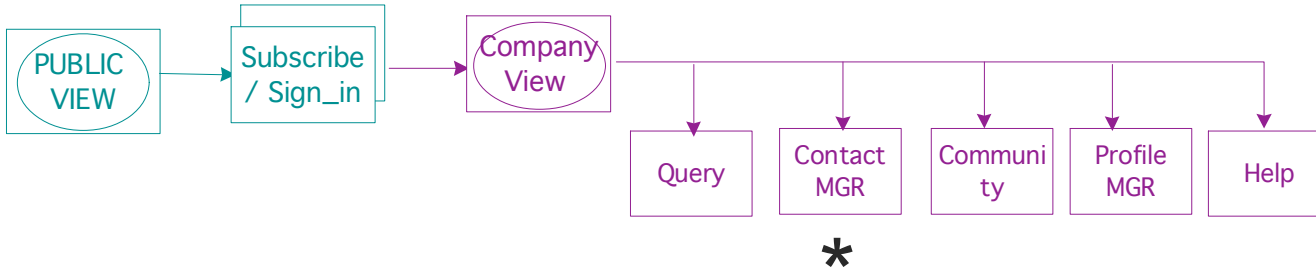 PUBLIC
VIEW
Subscribe
/ Sign_in
Company
View
Query
Contact
MGR
Communi
ty
Profile
MGR
Help
*